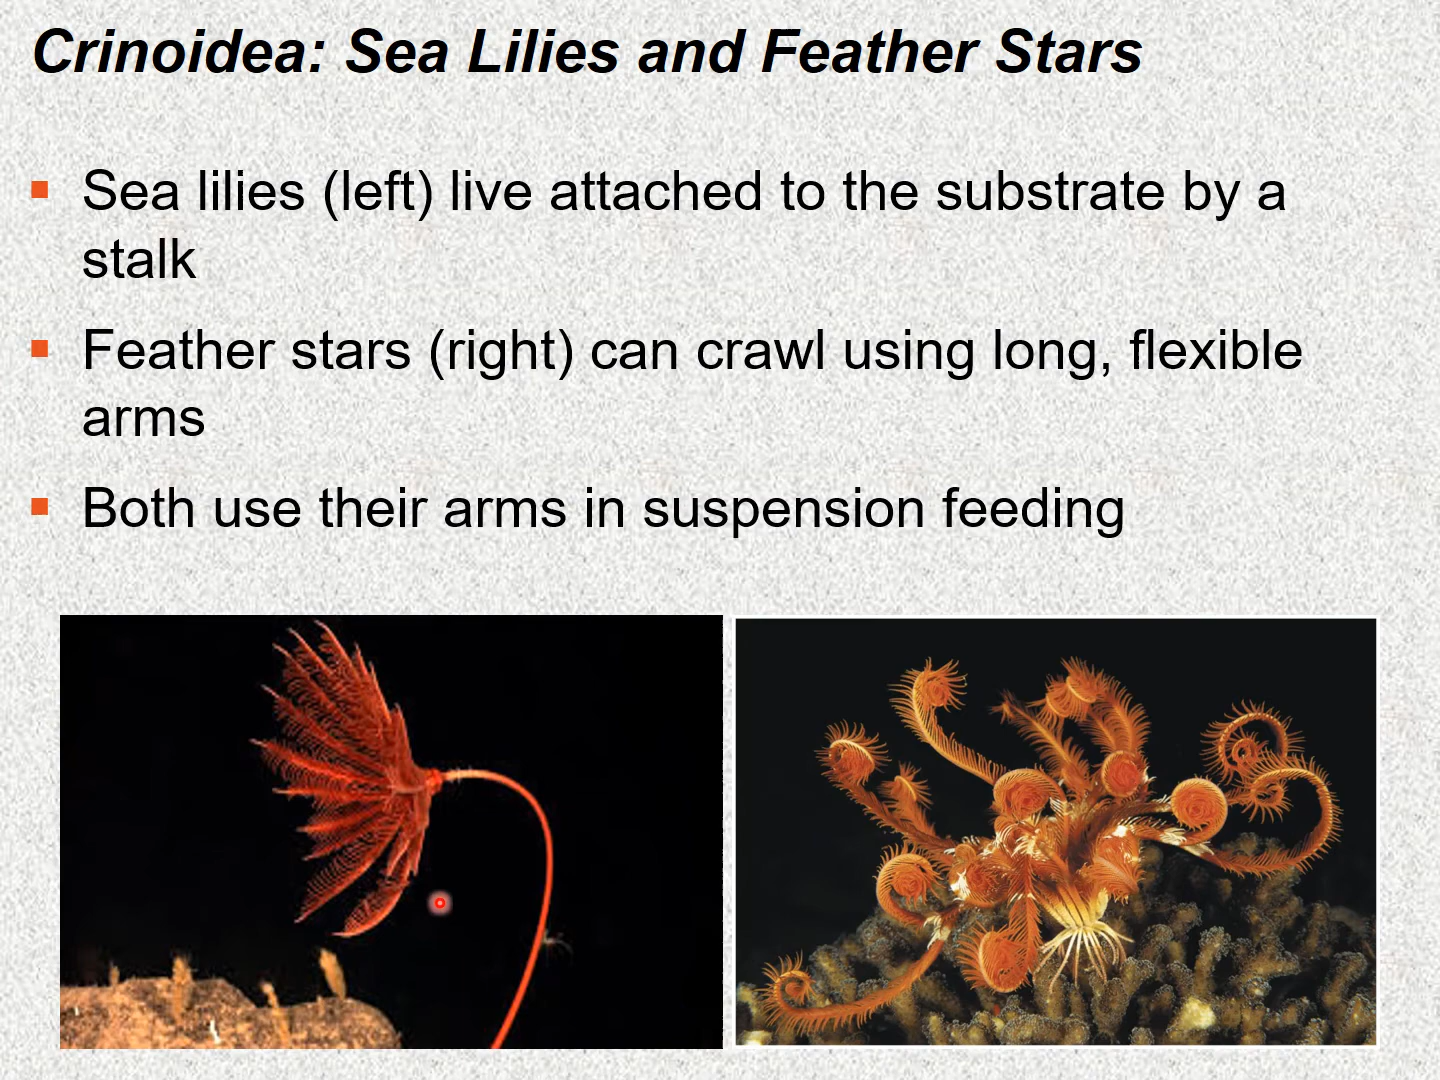 Crinoidea: Sea Lilies and Feather Stars
Sea lilies (left) live attached to the substrate by a
stalk
Feather stars (right) can crawl using long, flexible
arms
Both use their arms in suspension feeding